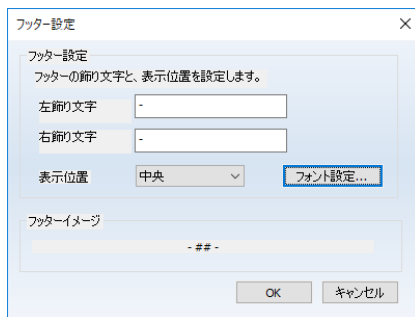 フッター設定
フッター設定
フッターの飾り文字と、表示位置を設定します。
左飾り文字 -
右飾り文字 -
表示位置 中央 フォント設定...
フッターイメージ
- ## -
OK キャンセル